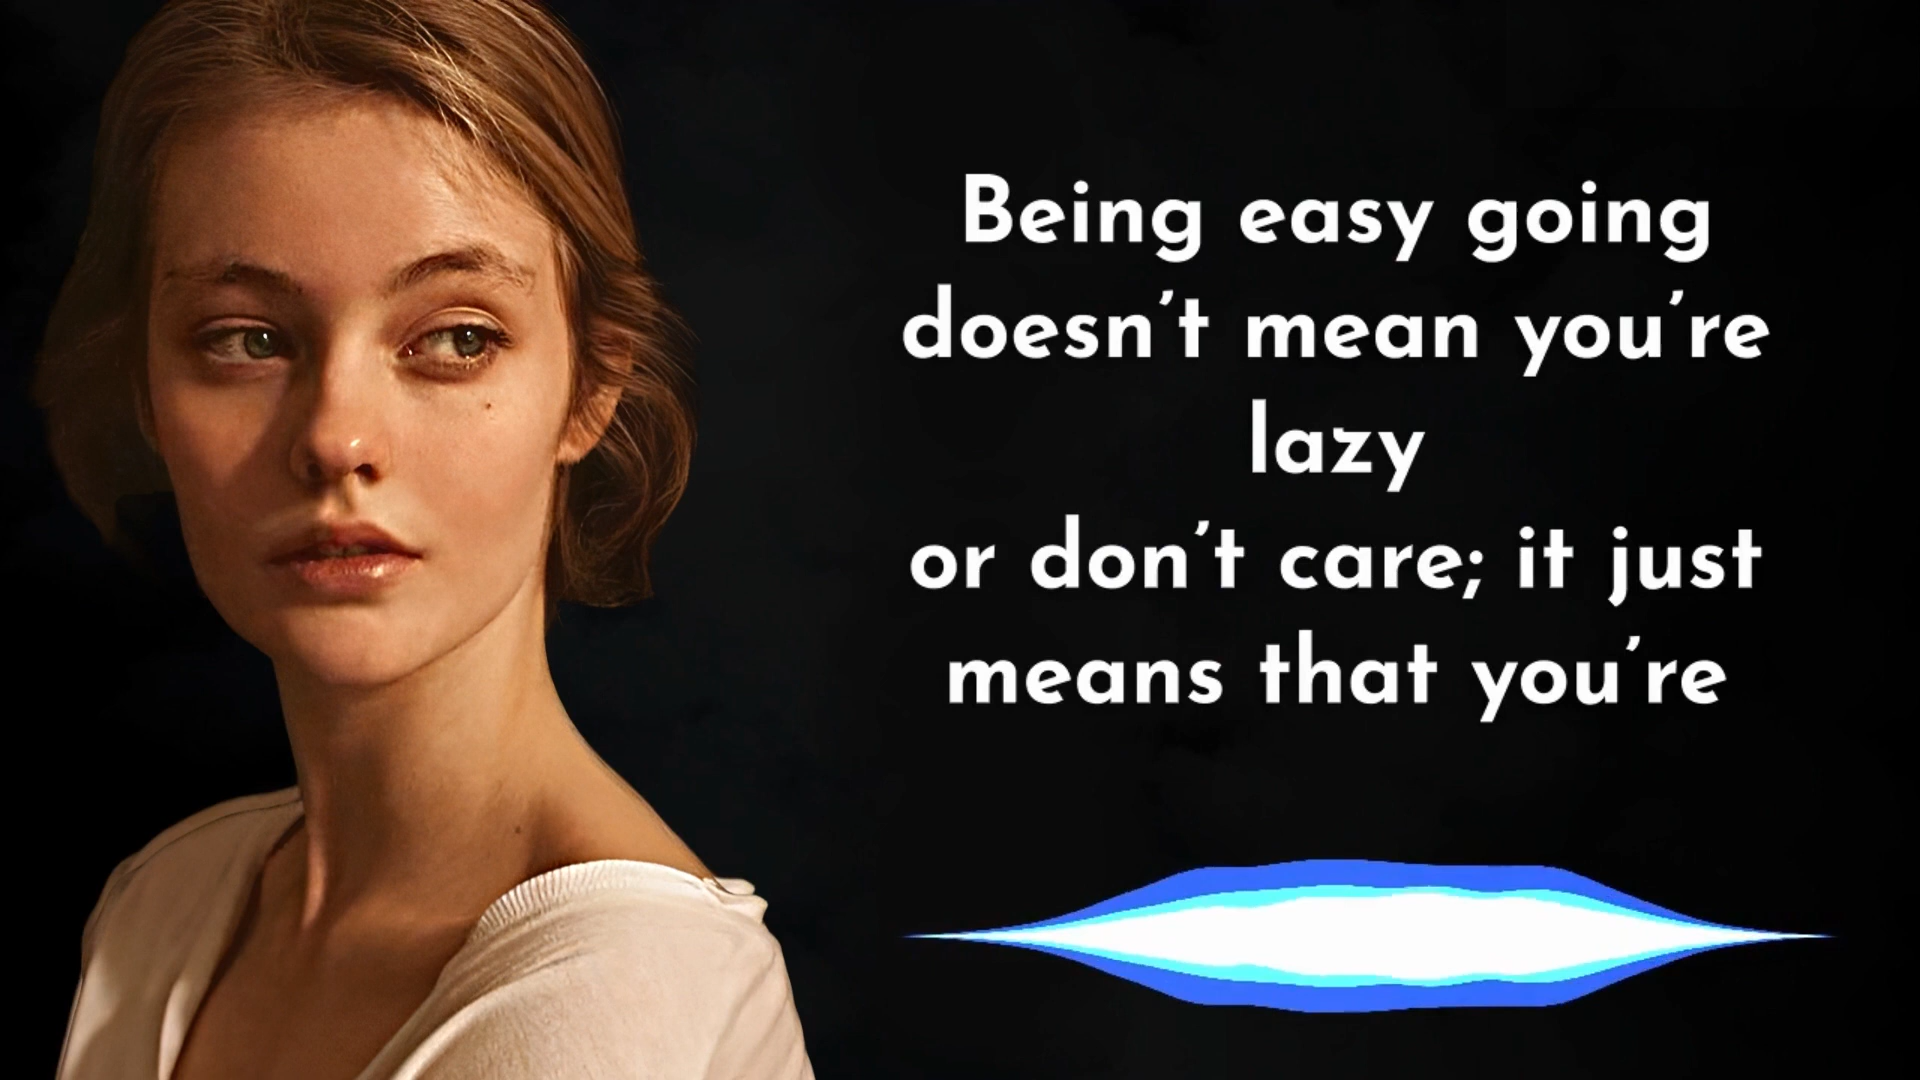 Being easy going
doesn't mean you're
lazy
or don't care; it just
means that you're